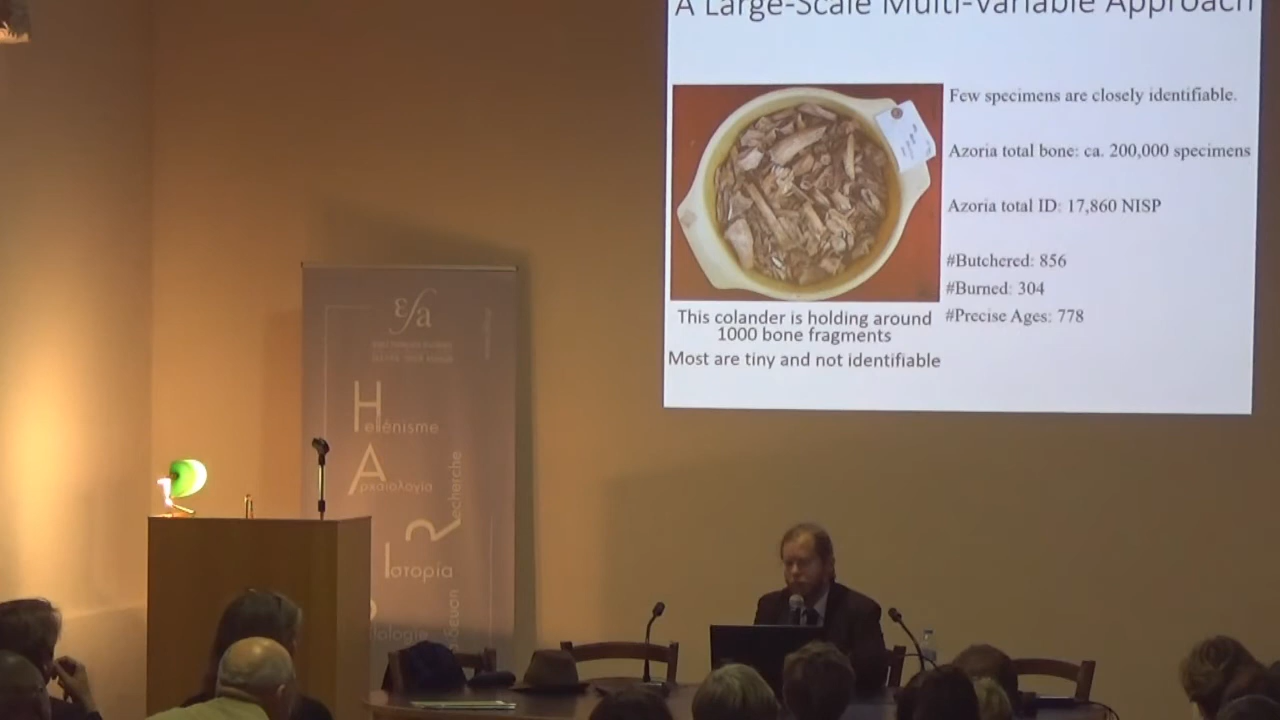 A Large-Scale Multi-Variable Approach
Few specimens are closely identifiable.
Azoria total bone: ca. 200,000 specimens
Azoria total ID: 17,860 NISP
#Butchered: 856
#Burned: 304
#Precise Ages: 778
This colander is holding around
1000 bone fragments
Most are tiny and not identifiable
εfa
Hellénisme
Αρχαιολογία
Recherche
Ιστορία